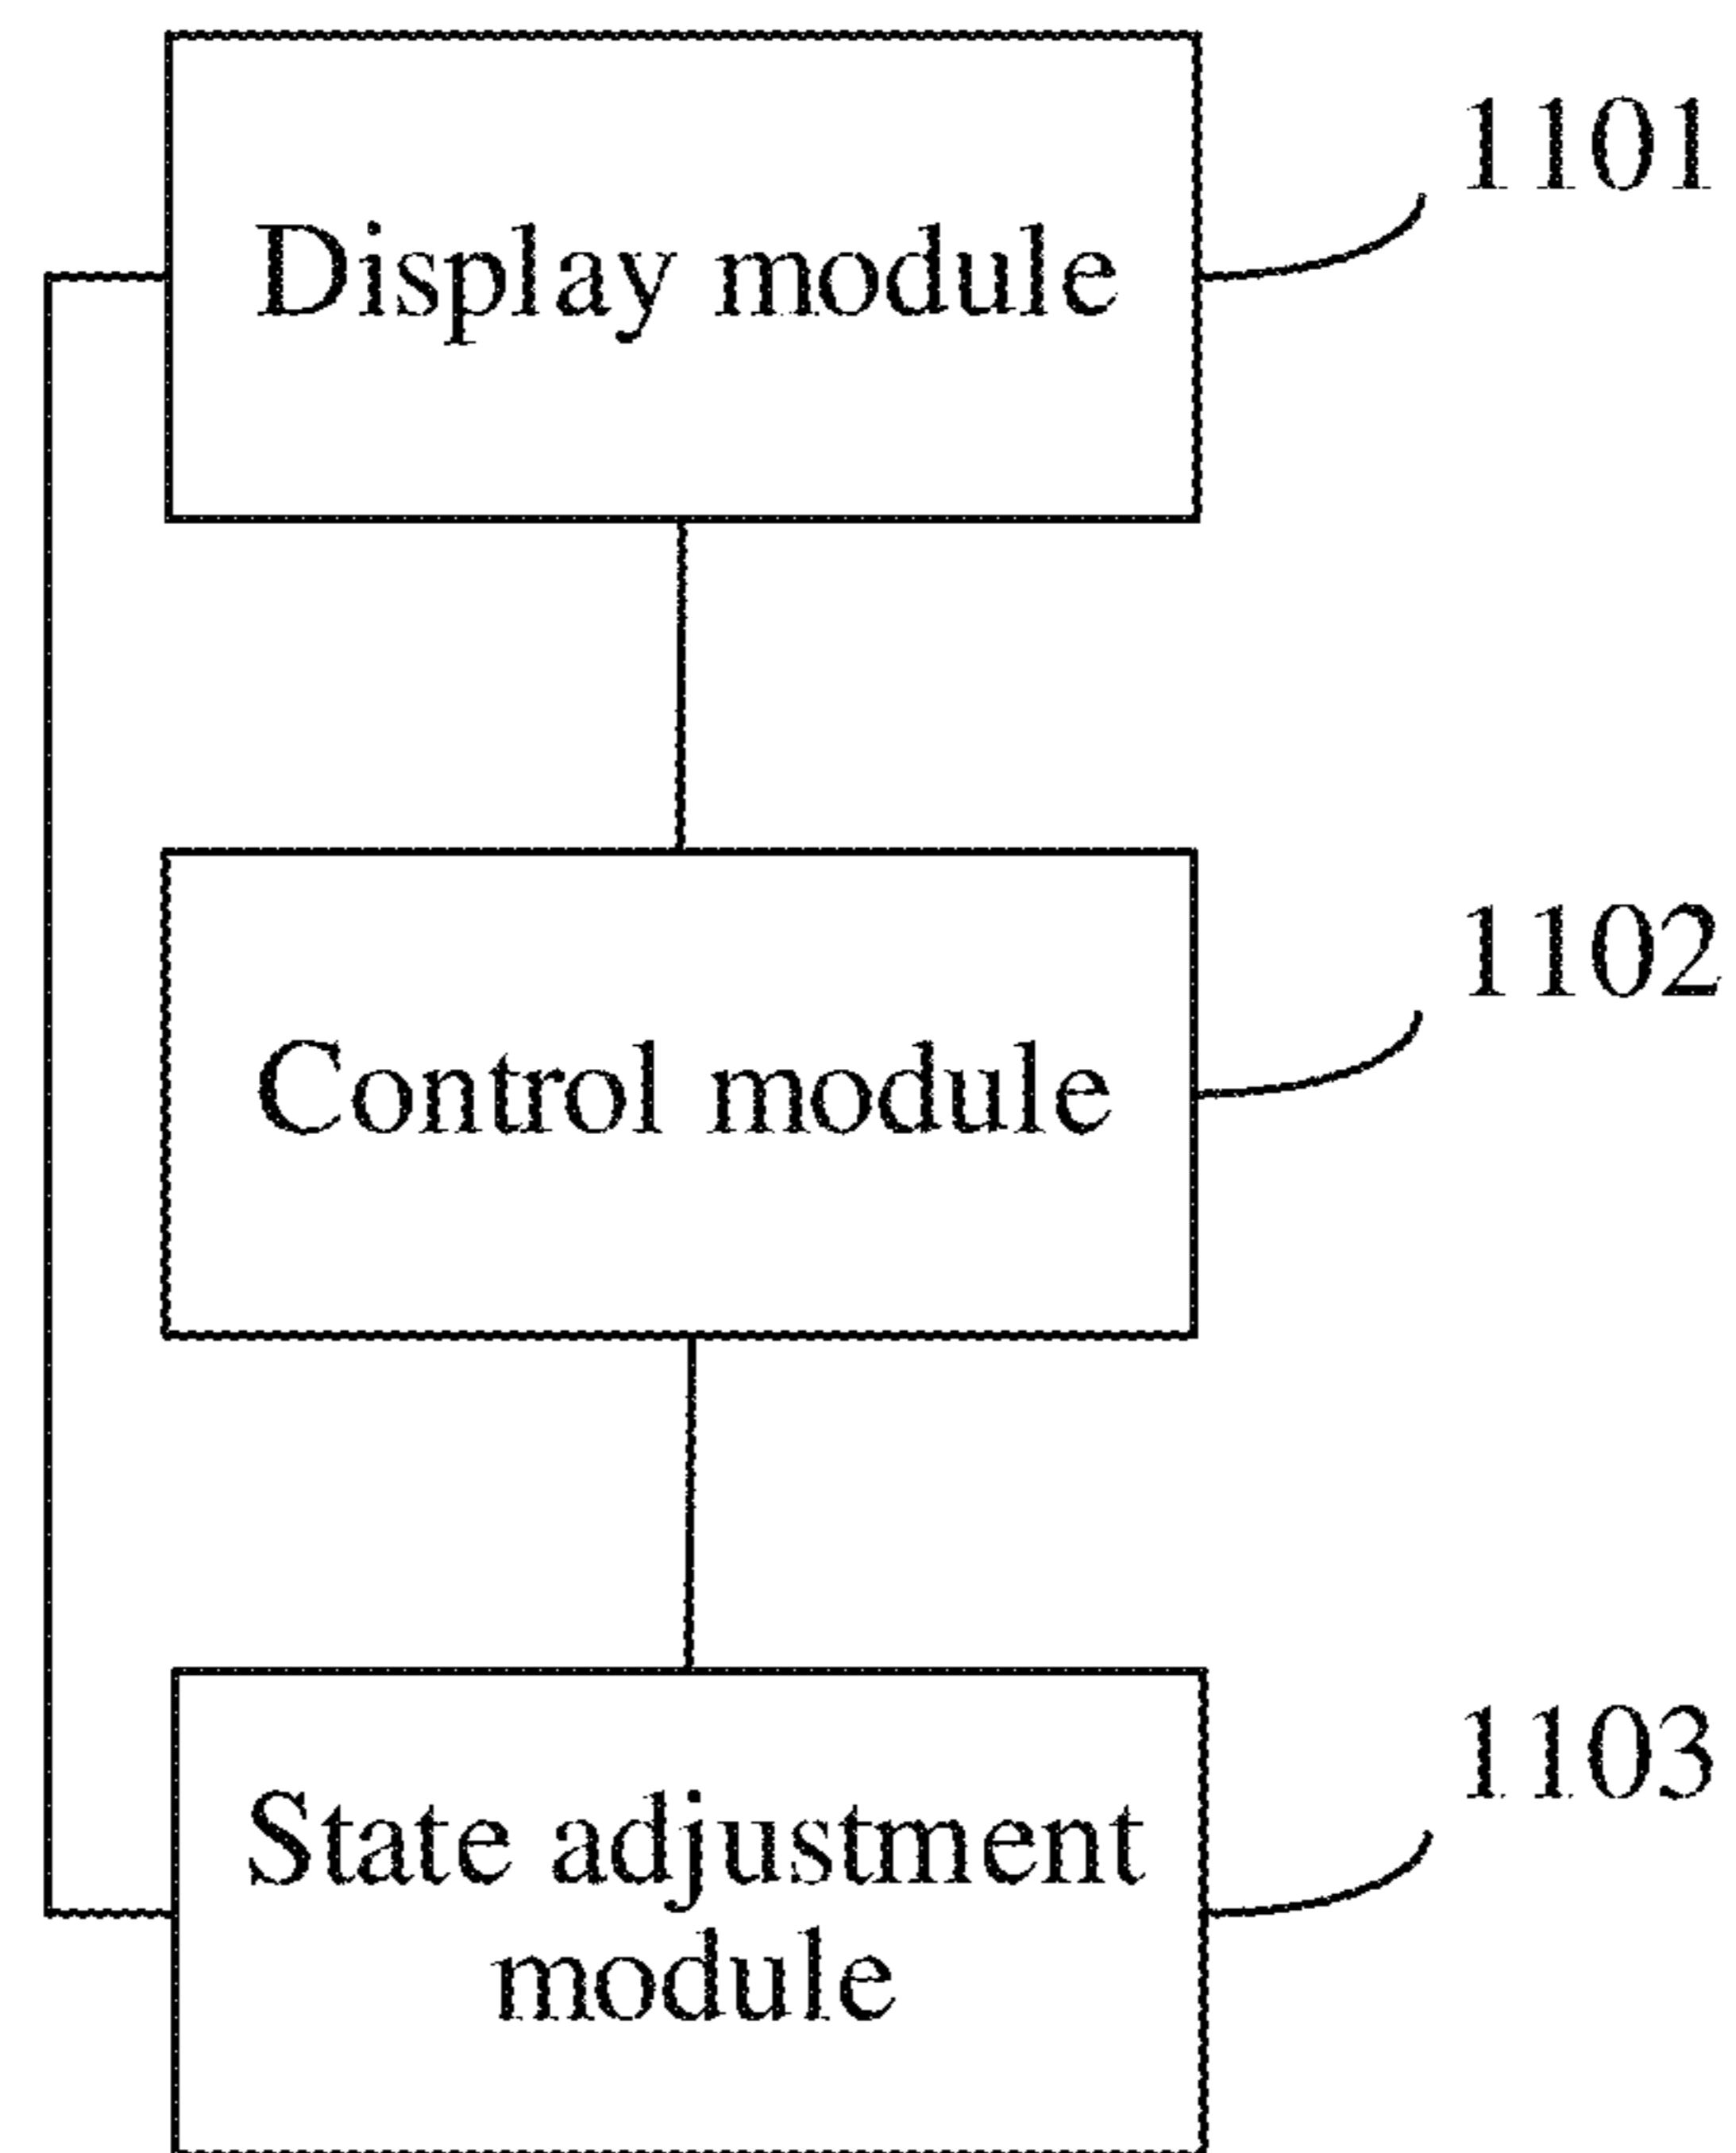 1101
Display module
1102
Control module
1103
State adjustment
module